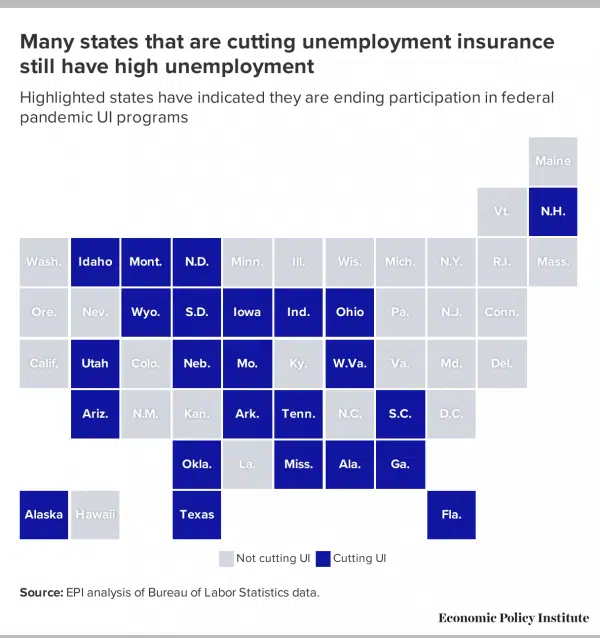 Many states that are cutting unemployment insurance
still have high unemployment
Highlighted states have indicated they are ending participation in federal
pandemic UI programs
Maine
Vt. N.H.
Wash. Idaho Mont. N.D. Minn. Ill. Wis. Mich. N.Y. R.I. Mass.
Ore. Nev. Wyo. S.D. Iowa Ind. Ohio Pa. N.J. Conn.
Calif. Utah Colo. Neb. Mo. Ky. W.Va. Va. Md. Del.
Ariz. N.M. Kan. Ark. Tenn. N.C. S.C. D.C.
Okla. La. Miss. Ala. Ga.
Alaska Hawaii Texas Fla.
Not cutting UI Cutting UI
Source: EPI analysis of Bureau of Labor Statistics data.
Economic Policy Institute